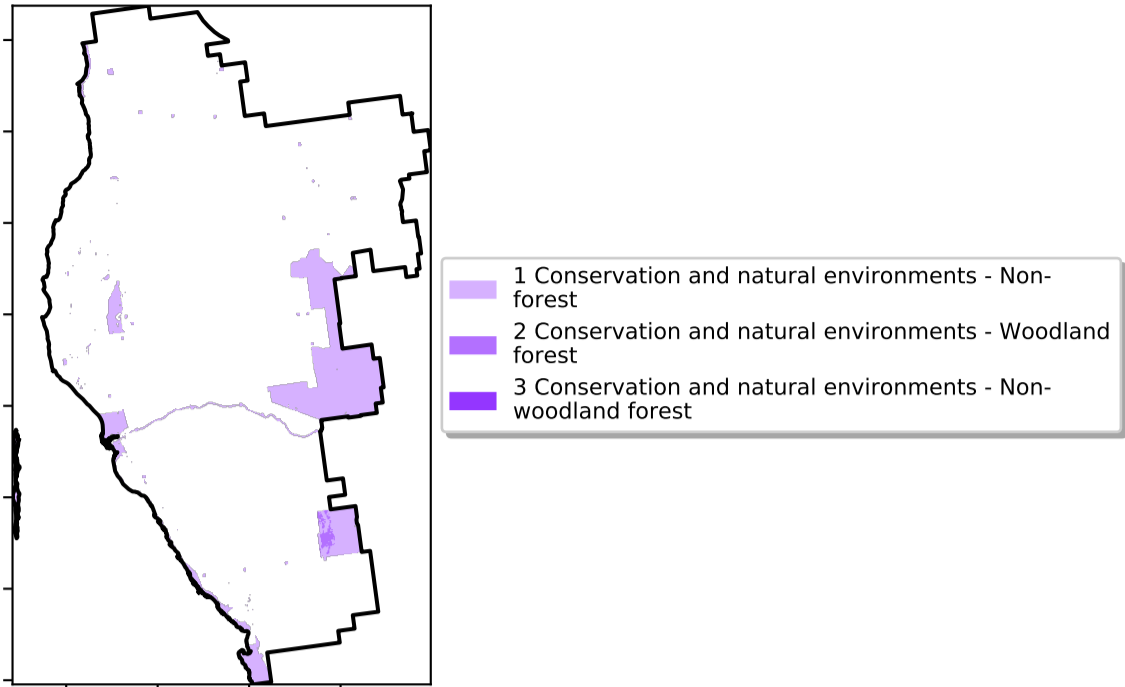 1 Conservation and natural environments - Non-
forest
2 Conservation and natural environments - Woodland
forest
3 Conservation and natural environments - Non-
woodland forest